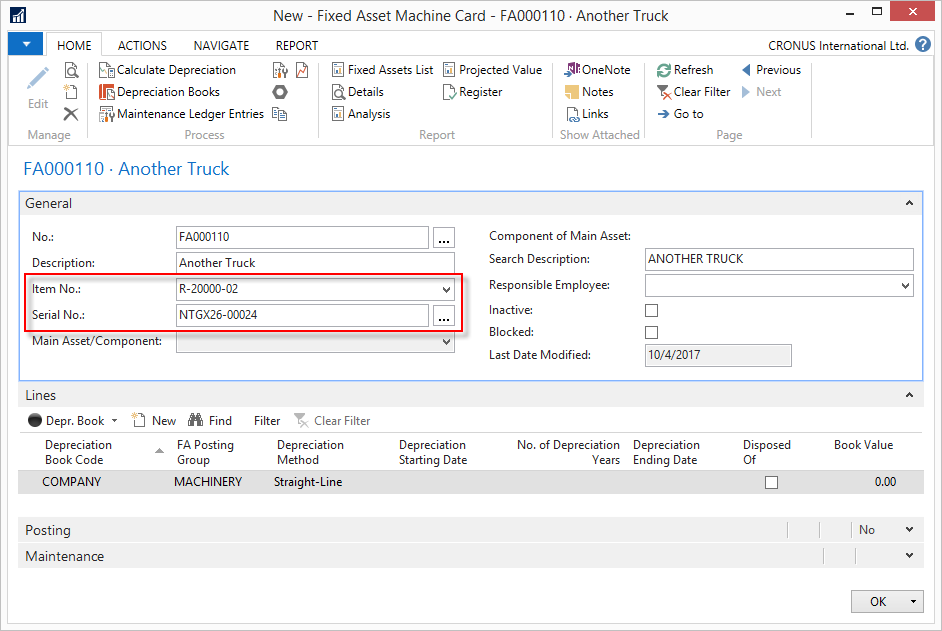 New - Fixed Asset Machine Card - FA000110 · Another Truck
HOME ACTIONS NAVIGATE REPORT CRONUS International Ltd. ?
Edit
Manage
Calculate Depreciation
Depreciation Books
Maintenance Ledger Entries
Process
Fixed Assets List Projected Value
Details Register
Analysis
Report
OneNote
Notes
Links
Show Attached
Refresh Previous
Clear Filter Next
Go to
Page
FA000110 · Another Truck
General
No.: FA000110 ...
Description: Another Truck
Item No.: R-20000-02
Serial No.: NTGX26-00024 ...
Main Asset/Component:
Component of Main Asset:
Search Description: ANOTHER TRUCK
Responsible Employee:
Inactive:
Blocked:
Last Date Modified: 10/4/2017
Lines
Depr. Book New Find Filter Clear Filter
Depreciation Book Code FA Posting Group Depreciation Method Depreciation Starting Date No. of Depreciation Years Depreciation Ending Date Disposed Of Book Value
COMPANY MACHINERY Straight-Line 0.00
Posting No
Maintenance
OK